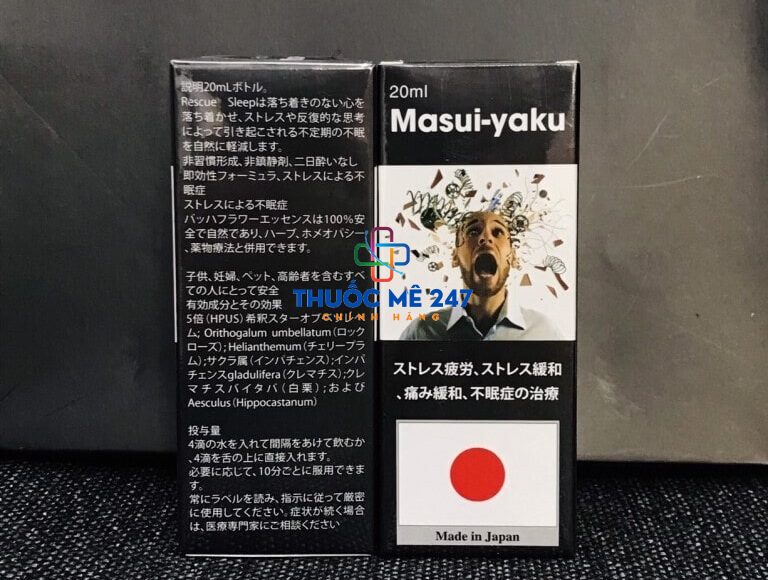 説明20mLボトル。
Rescue Sleepは落ち着きのない心を
落ち着かせ、ストレスや反復的な思考
によって引き起こされる不定期の不眠
を自然に軽減します。
非習慣形成、非鎮静剤、二日酔いなし
即効性フォーミュラ、ストレスによる不
眠症
ストレスによる不眠症
バッハフラワーエッセンスは100%安
全で自然であり、ハーブ、ホメオパシー
、薬物療法と併用できます。
子供、妊婦、ペット、高齢者を含むすべ
ての人にとって安全
有効成分とその効果
5倍(HPUS)希釈スターオブベツレヘ
ム; Orithogalum umbellatum(ロック
ローズ);Helianthemum(チェリープラ
ム);サクラ属(インパチェンス);インパ
チェンスgladulifera(クレマチス);クレ
マチスバイタバ(白栗);および
Aesculus(Hippocastanum)
投与量
4滴の水を入れて間隔をあけて飲むか
、4滴を舌の上に直接入れます。
必要に応じて、10分ごとに服用できま
す。
常にラベルを読み、指示に従って厳密
に使用してください。症状が続く場合
は、医療専門家にご相談ください
20ml
Masui-yaku
THUỐC MÊ 247
CHÍNH HÃNG
ストレス疲労、ストレス緩和
、痛み緩和、不眠症の治療
Made in Japan